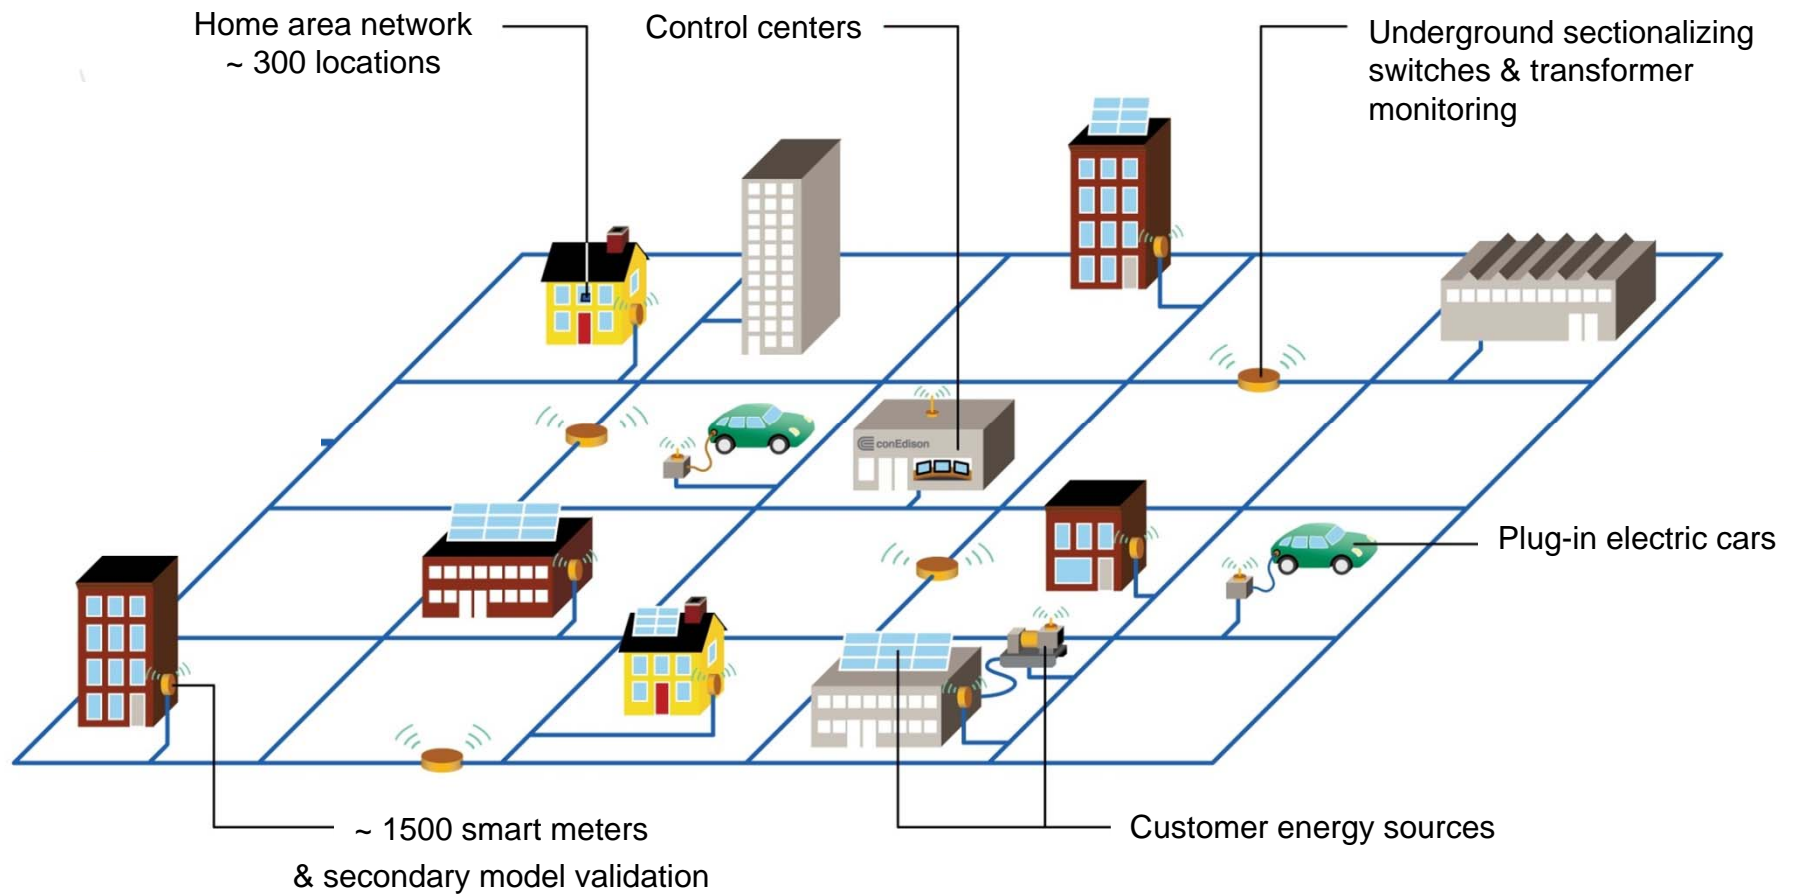 Home area network
~ 300 locations
Control centers
Underground sectionalizing
switches & transformer
monitoring
conEdison
Plug-in electric cars
~ 1500 smart meters
& secondary model validation
Customer energy sources